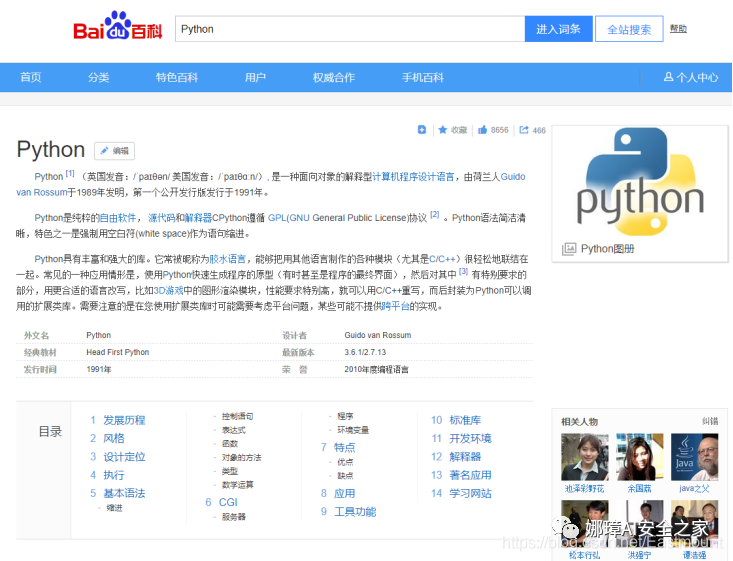 Bai du 百科
Python
进入词条
全站搜索
帮助
首页 分类 特色百科 用户 权威合作 手机百科 个人中心
收藏 8656 466
Python 编辑
Python [1] （英国发音：/ˈpaɪθən/ 美国发音：/ˈpaɪθɑːn/）, 是一种面向对象的解释型计算机程序设计语言，由荷兰人Guido
van Rossum于1989年发明，第一个公开发行版发行于1991年。
Python是纯粹的自由软件， 源代码和解释器CPython遵循 GPL(GNU General Public License)协议 [2] 。Python语法简洁清
晰，特色之一是强制用空白符(white space)作为语句缩进。
Python具有丰富和强大的库。它常被昵称为胶水语言，能够把用其他语言制作的各种模块（尤其是C/C++）很轻松地联结在
一起。常见的一种应用情形是，使用Python快速生成程序的原型（有时甚至是程序的最终界面），然后对其中 [3] 有特别要求的
部分，用更合适的语言改写，比如3D游戏中的图形渲染模块，性能要求特别高，就可以用C/C++重写，而后封装为Python可以调
用的扩展类库。需要注意的是在您使用扩展类库时可能需要考虑平台问题，某些可能不提供跨平台的实现。
python
Python图册
外文名 Python 设计者 Guido van Rossum
经典教材 Head First Python 最新版本 3.6.1/2.7.13
发行时间 1991年 荣 誉 2010年度编程语言
目录
1 发展历程
2 风格
3 设计定位
4 执行
5 基本语法
- 缩进
- 控制语句
- 表达式
- 函数
- 对象的方法
- 类型
- 数学运算
6 CGI
- 服务器
- 程序
- 环境变量
7 特点
- 优点
- 缺点
8 应用
9 工具功能
10 标准库
11 开发环境
12 解释器
13 著名应用
14 学习网站
相关人物 纠错
Java
池泽彩野花 余国荔 java之父
松本行弘 洪强宁 谭浩强
娜璋AI安全之家
https://blog.csdn.net/Eastmount